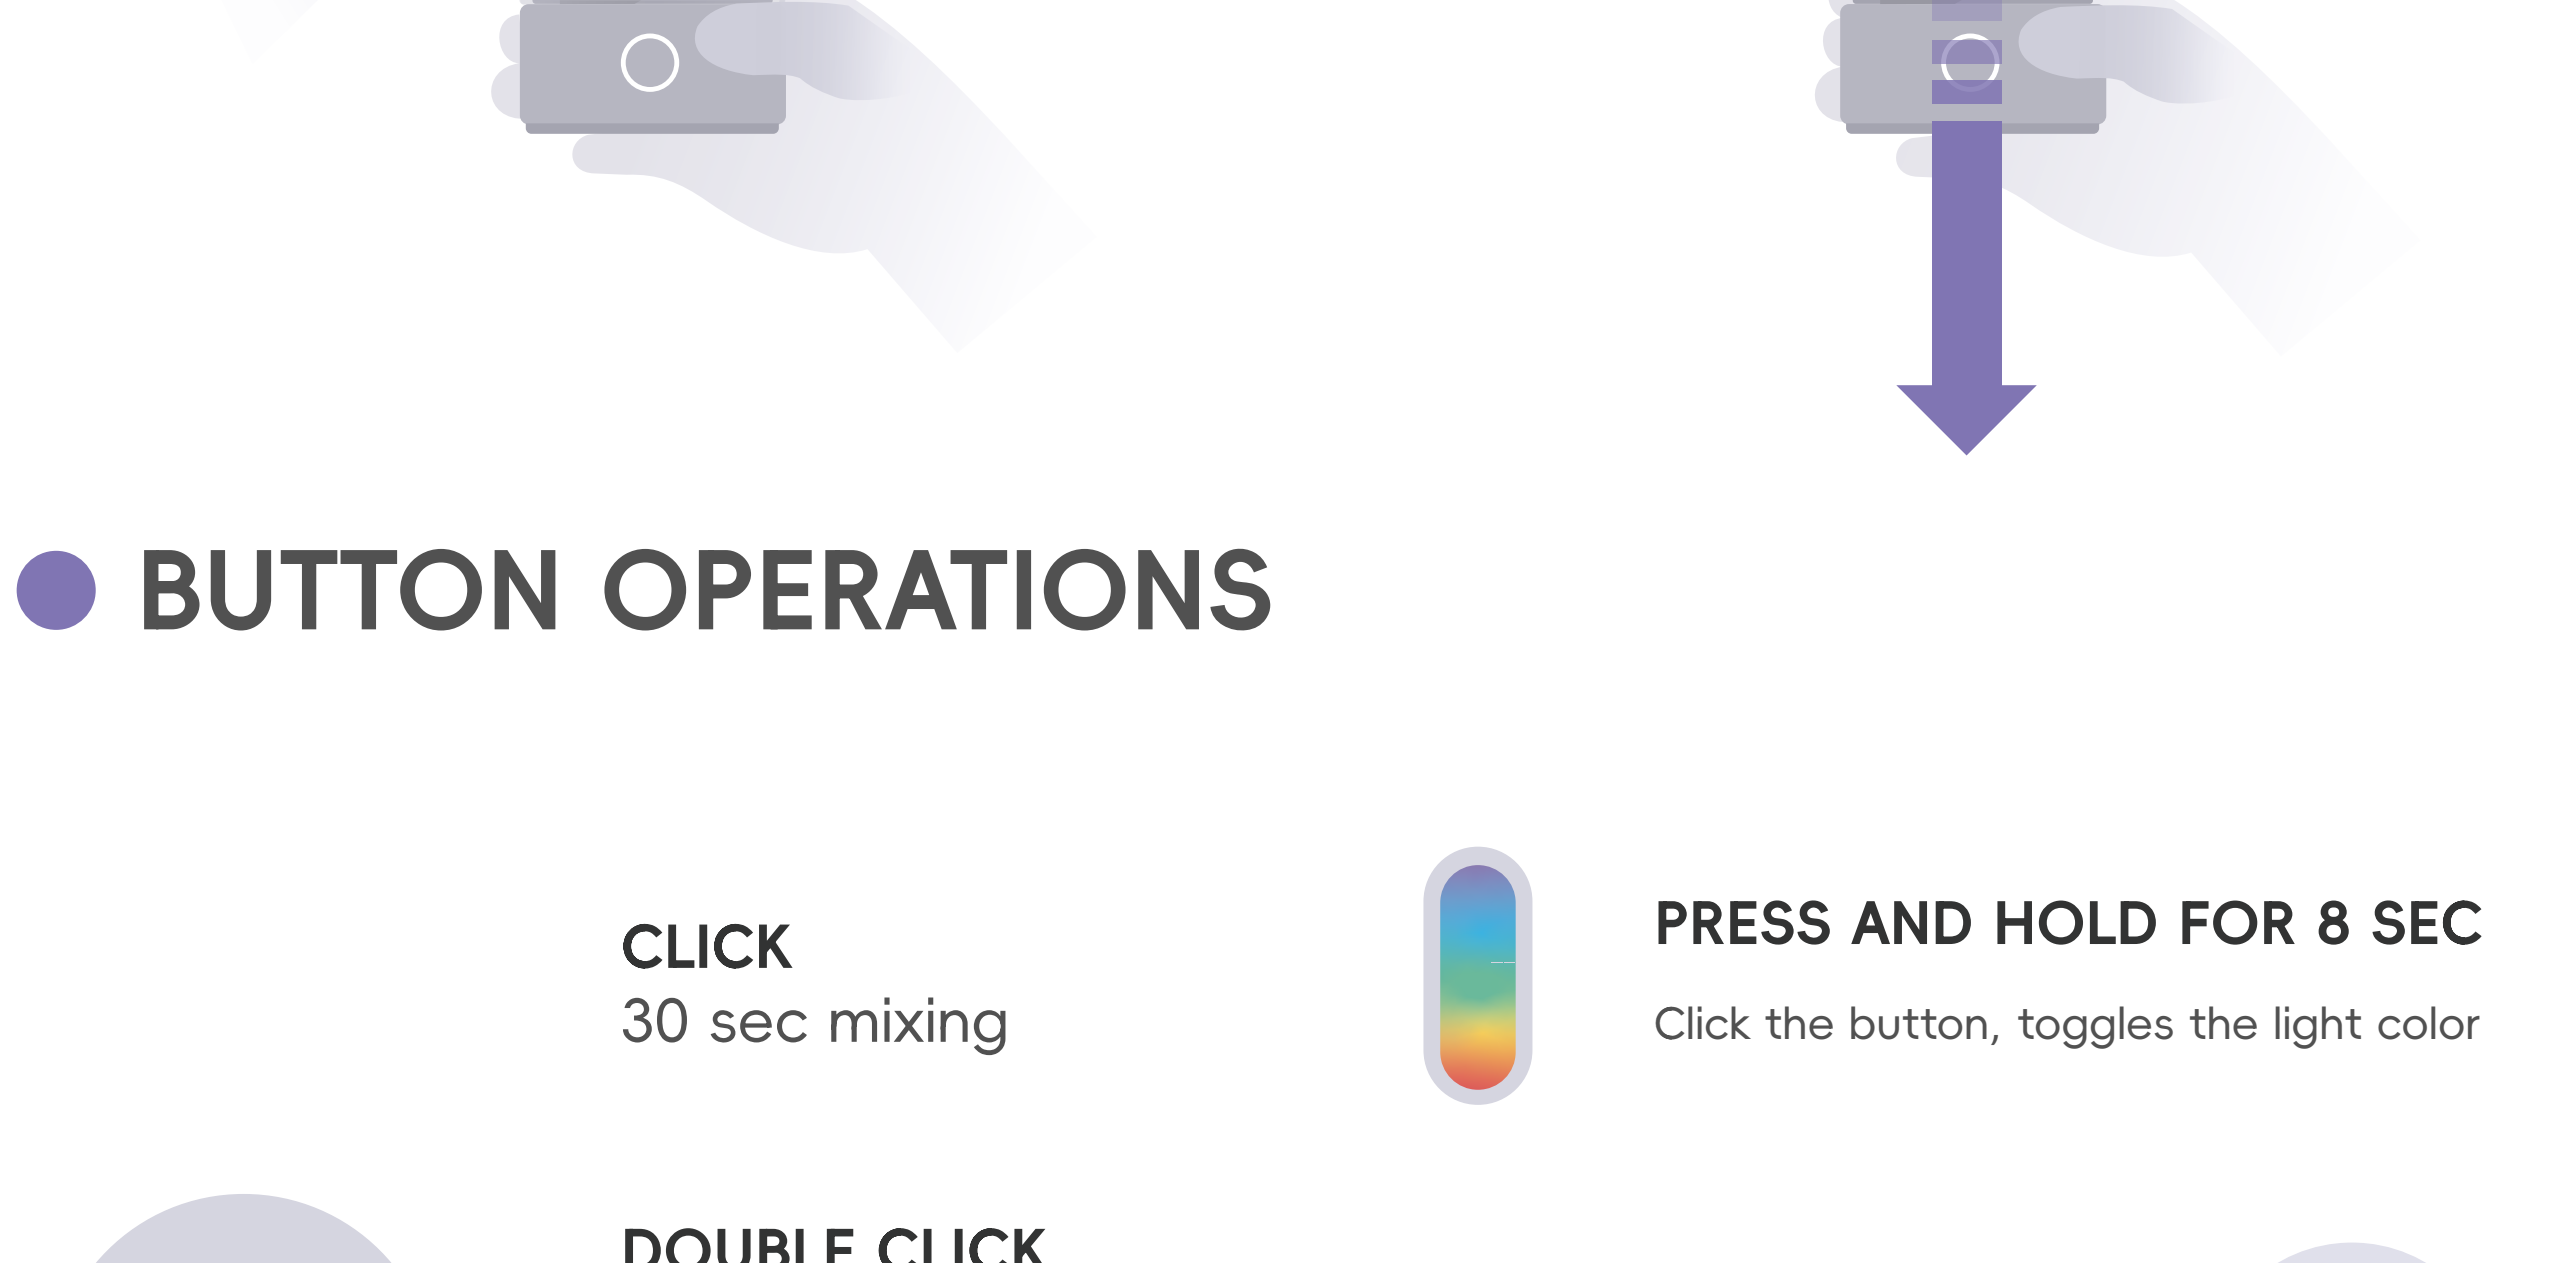 BUTTON OPERATIONS
CLICK
30 sec mixing
PRESS AND HOLD FOR 8 SEC
Click the button, toggles the light color
DOUBLE CLICK